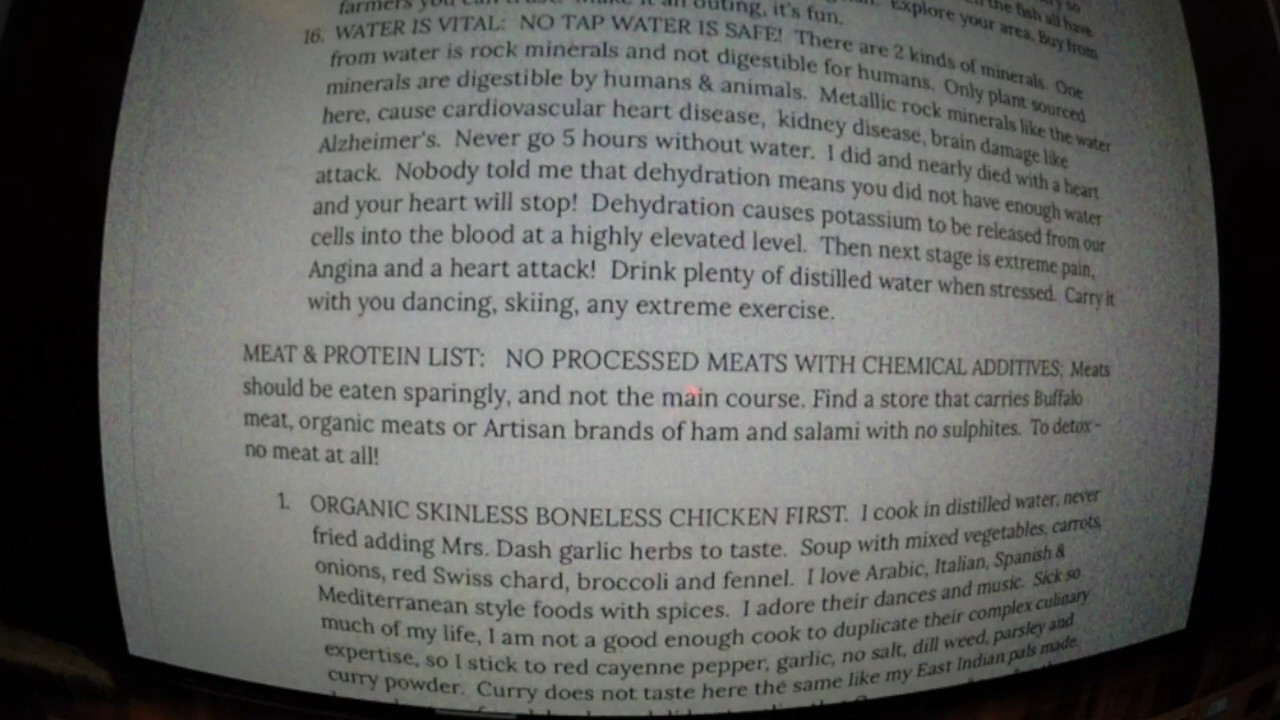 farmers you can trust. Make it an outing, it's fun. Explore your area. Buy from
the fish all have
16. WATER IS VITAL: NO TAP WATER IS SAFE! There are 2 kinds of minerals. One
from water is rock minerals and not digestible for humans. Only plant sourced
minerals are digestible by humans & animals. Metallic rock minerals like the water
here, cause cardiovascular heart disease, kidney disease, brain damage like
Alzheimer's. Never go 5 hours without water. I did and nearly died with a heart
attack. Nobody told me that dehydration means you did not have enough water
and your heart will stop! Dehydration causes potassium to be released from our
cells into the blood at a highly elevated level. Then next stage is extreme pain,
Angina and a heart attack! Drink plenty of distilled water when stressed. Carry it
with you dancing, skiing, any extreme exercise.
MEAT & PROTEIN LIST: NO PROCESSED MEATS WITH CHEMICAL ADDITIVES: Meats
should be eaten sparingly, and not the main course. Find a store that carries Buffalo
meat, organic meats or Artisan brands of ham and salami with no sulphites. To detox -
no meat at all!
1. ORGANIC SKINLESS BONELESS CHICKEN FIRST. I cook in distilled water, never
fried adding Mrs. Dash garlic herbs to taste. Soup with mixed vegetables, carrots,
onions, red Swiss chard, broccoli and fennel. I love Arabic, Italian, Spanish &
Mediterranean style foods with spices. I adore their dances and music. Sick so
much of my life, I am not a good enough cook to duplicate their complex culinary
expertise, so I stick to red cayenne pepper, garlic, no salt, dill weed, parsley and
curry powder. Curry does not taste here the same like my East Indian pals made